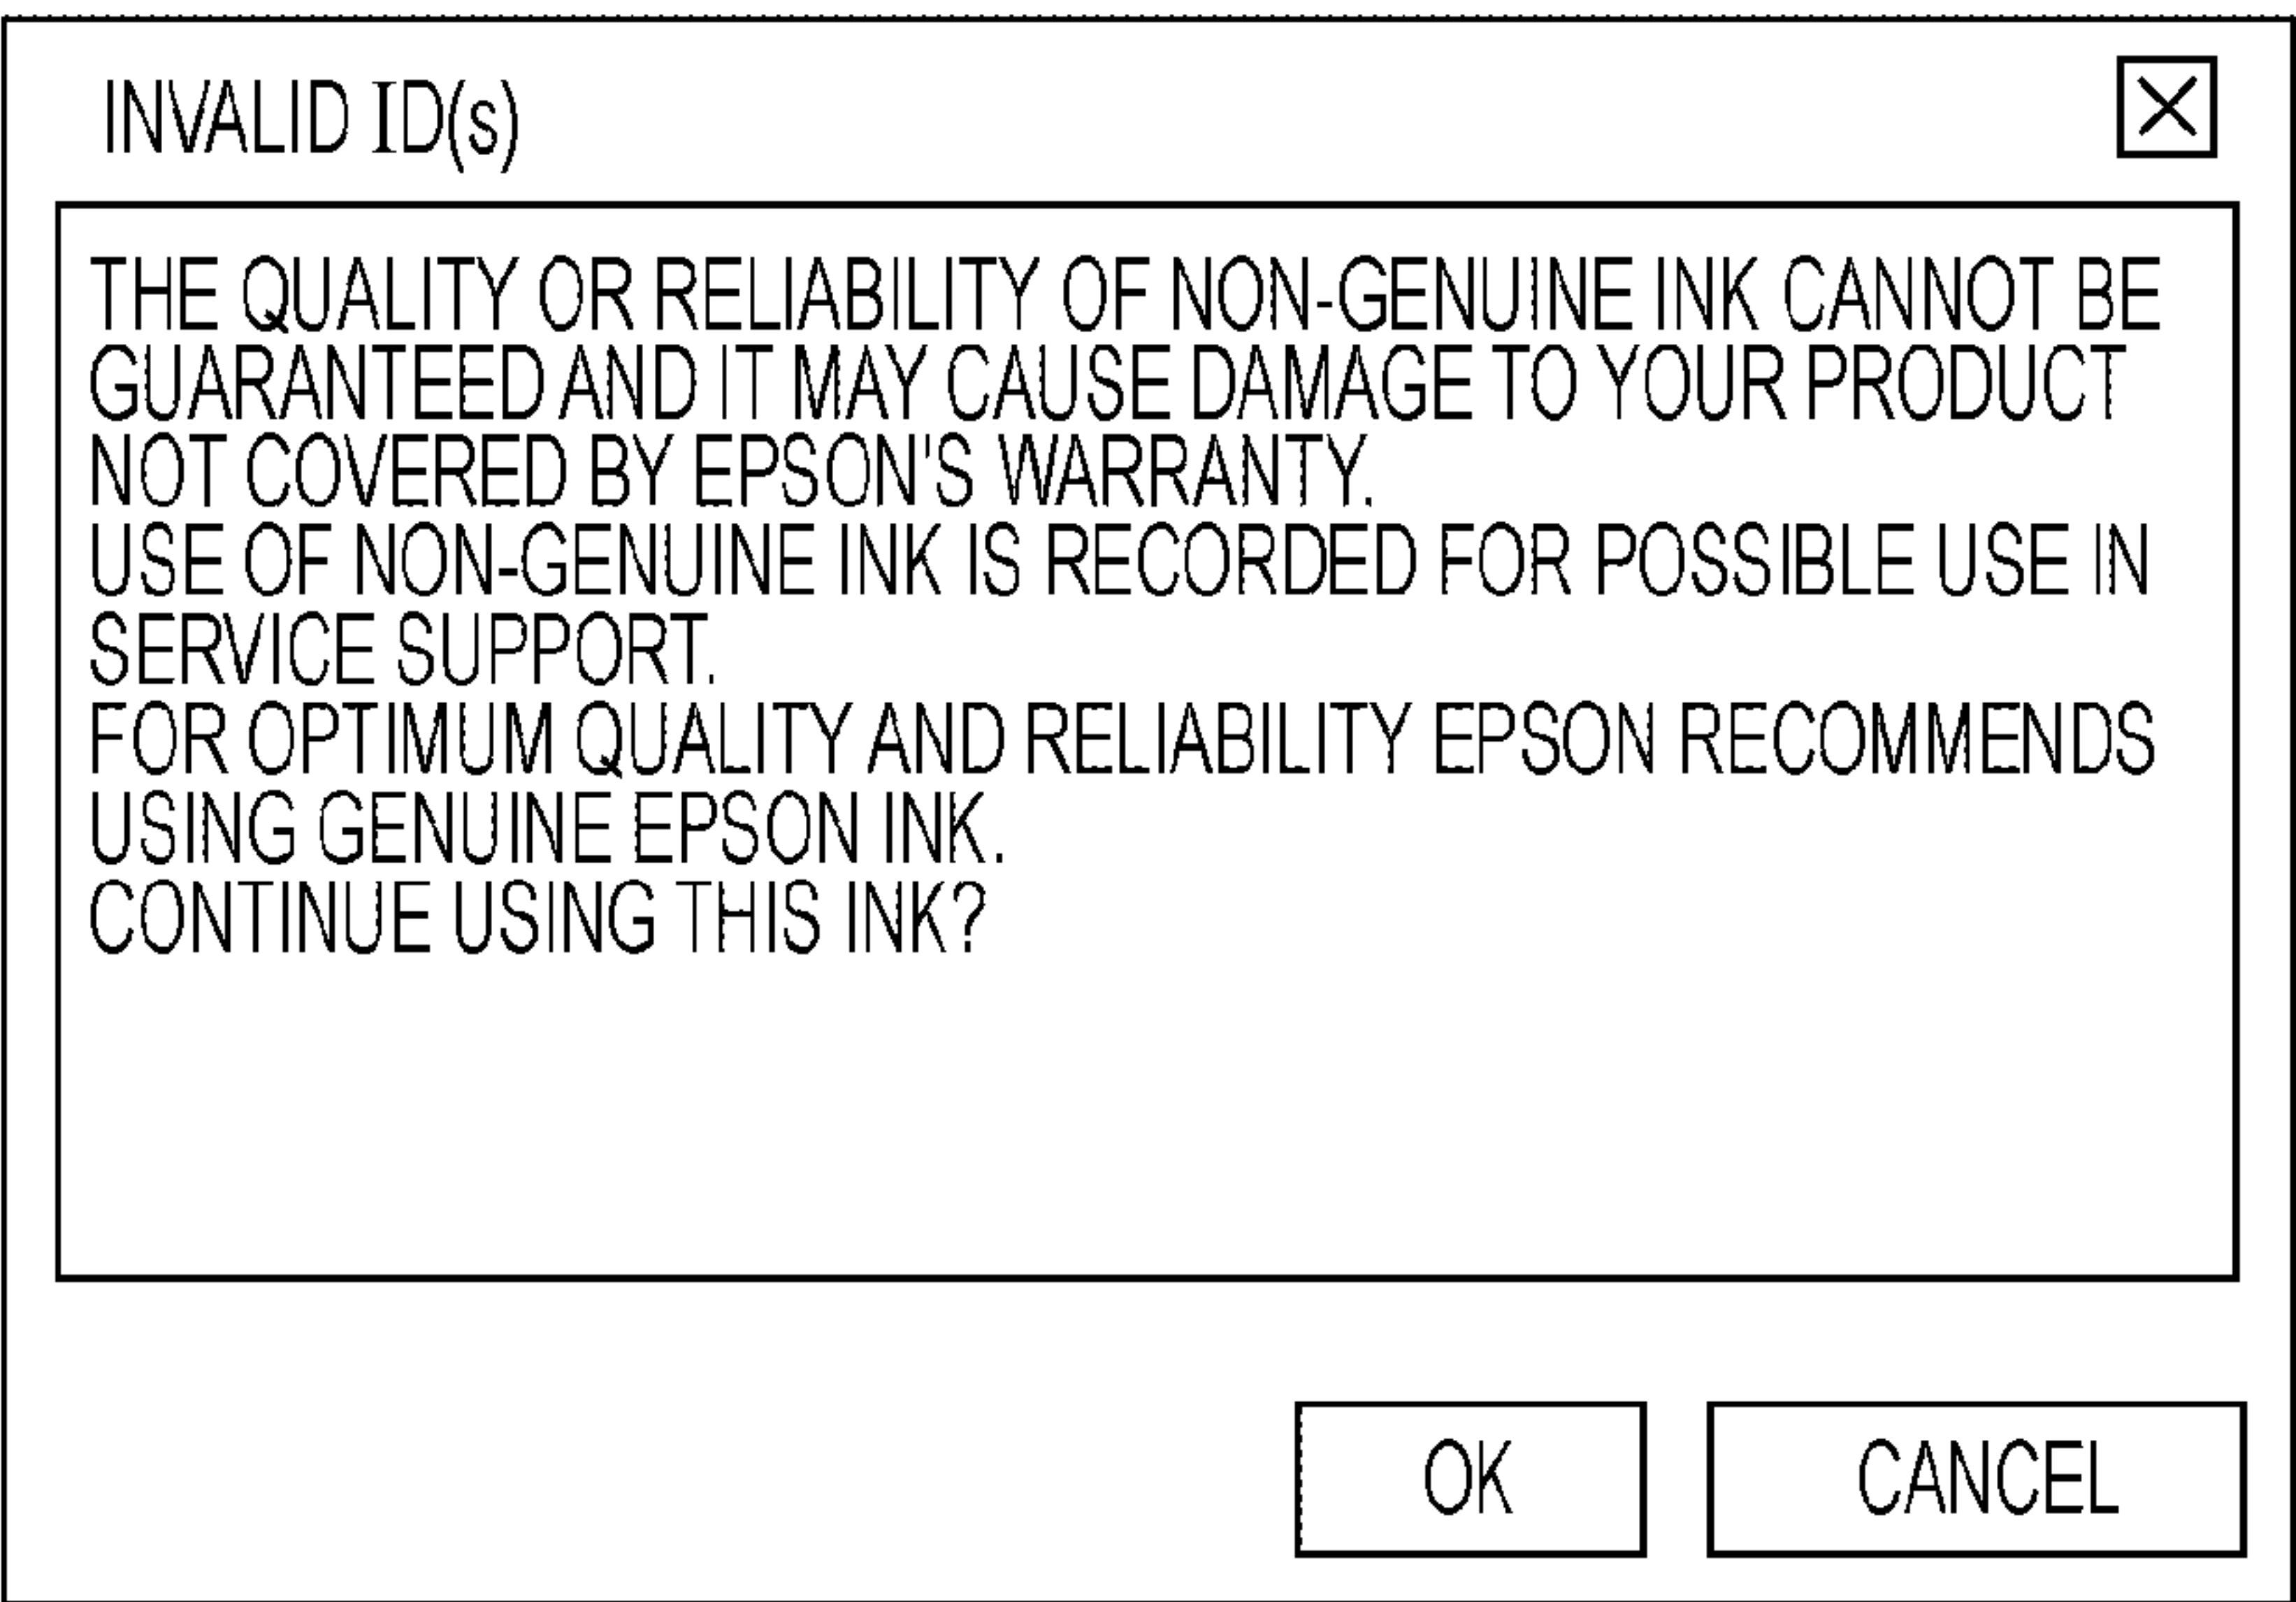 INVALID ID(s)
THE QUALITY OR RELIABILITY OF NON-GENUINE INK CANNOT BE
GUARANTEED AND IT MAY CAUSE DAMAGE TO YOUR PRODUCT
NOT COVERED BY EPSON'S WARRANTY.
USE OF NON-GENUINE INK IS RECORDED FOR POSSIBLE USE IN
SERVICE SUPPORT.
FOR OPTIMUM QUALITY AND RELIABILITY EPSON RECOMMENDS
USING GENUINE EPSON INK.
CONTINUE USING THIS INK?
OK
CANCEL